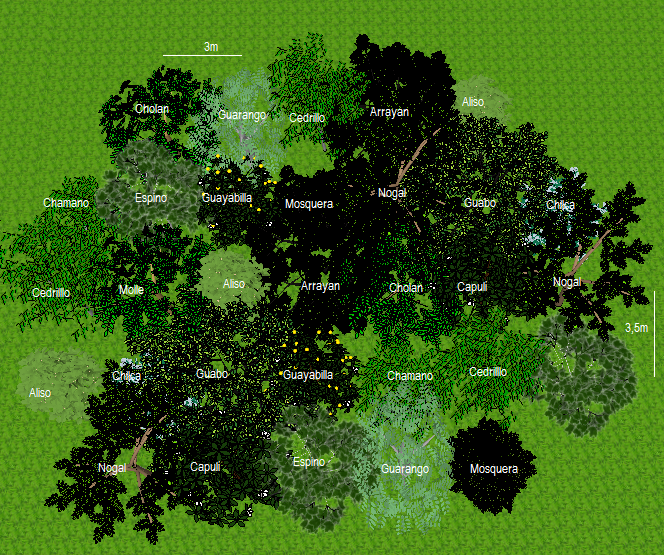 3m
Cholan
Guarango
Cedrillo
Arrayan
Aliso
Chamano
Espino
Guayabilla
Mosquera
Nogal
Guabo
Chilca
Cedrillo
Molle
Aliso
Arrayan
Cholan
Capuli
Nogal
3,5m
Aliso
Chilca
Guabo
Guayabilla
Chamano
Cedrillo
Nogal
Capuli
Espino
Guarango
Mosquera